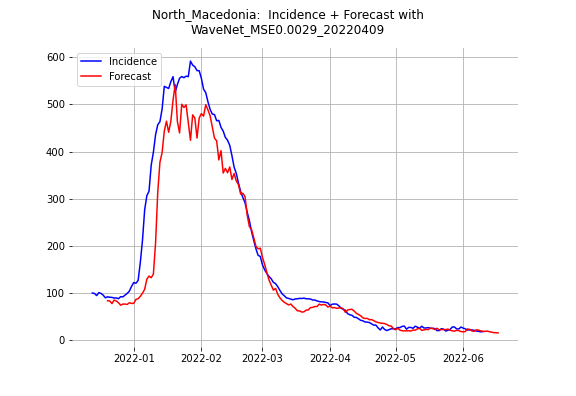 North_Macedonia:  Incidence + Forecast with
WaveNet_MSE0.0029_20220409
Incidence
Forecast
600
500
400
300
200
100
0
2022-01 2022-02 2022-03 2022-04 2022-05 2022-06